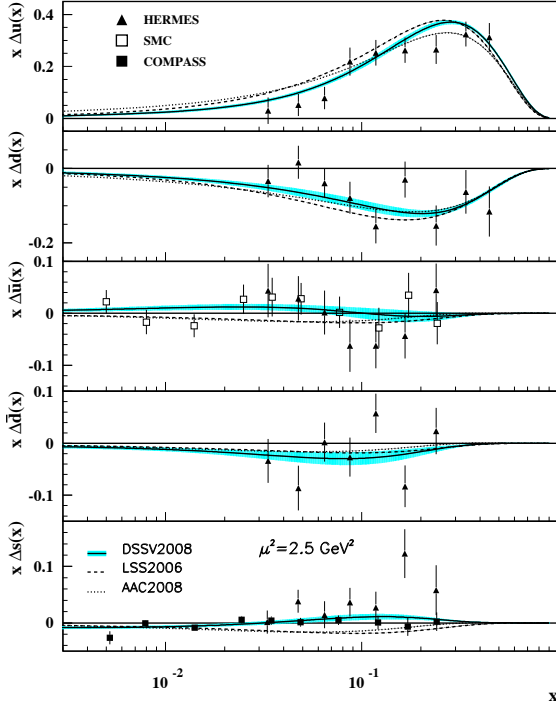 x Δu(x)
0.4
0.2
0
HERMES
SMC
COMPASS
x Δd(x)
0
-0.2
x Δū(x)
0.1
0
-0.1
x Δd̄(x)
0
-0.1
x Δs(x)
0.1
0
DSSV2008
LSS2006
AAC2008
μ²=2.5 GeV²
10⁻²
10⁻¹
x